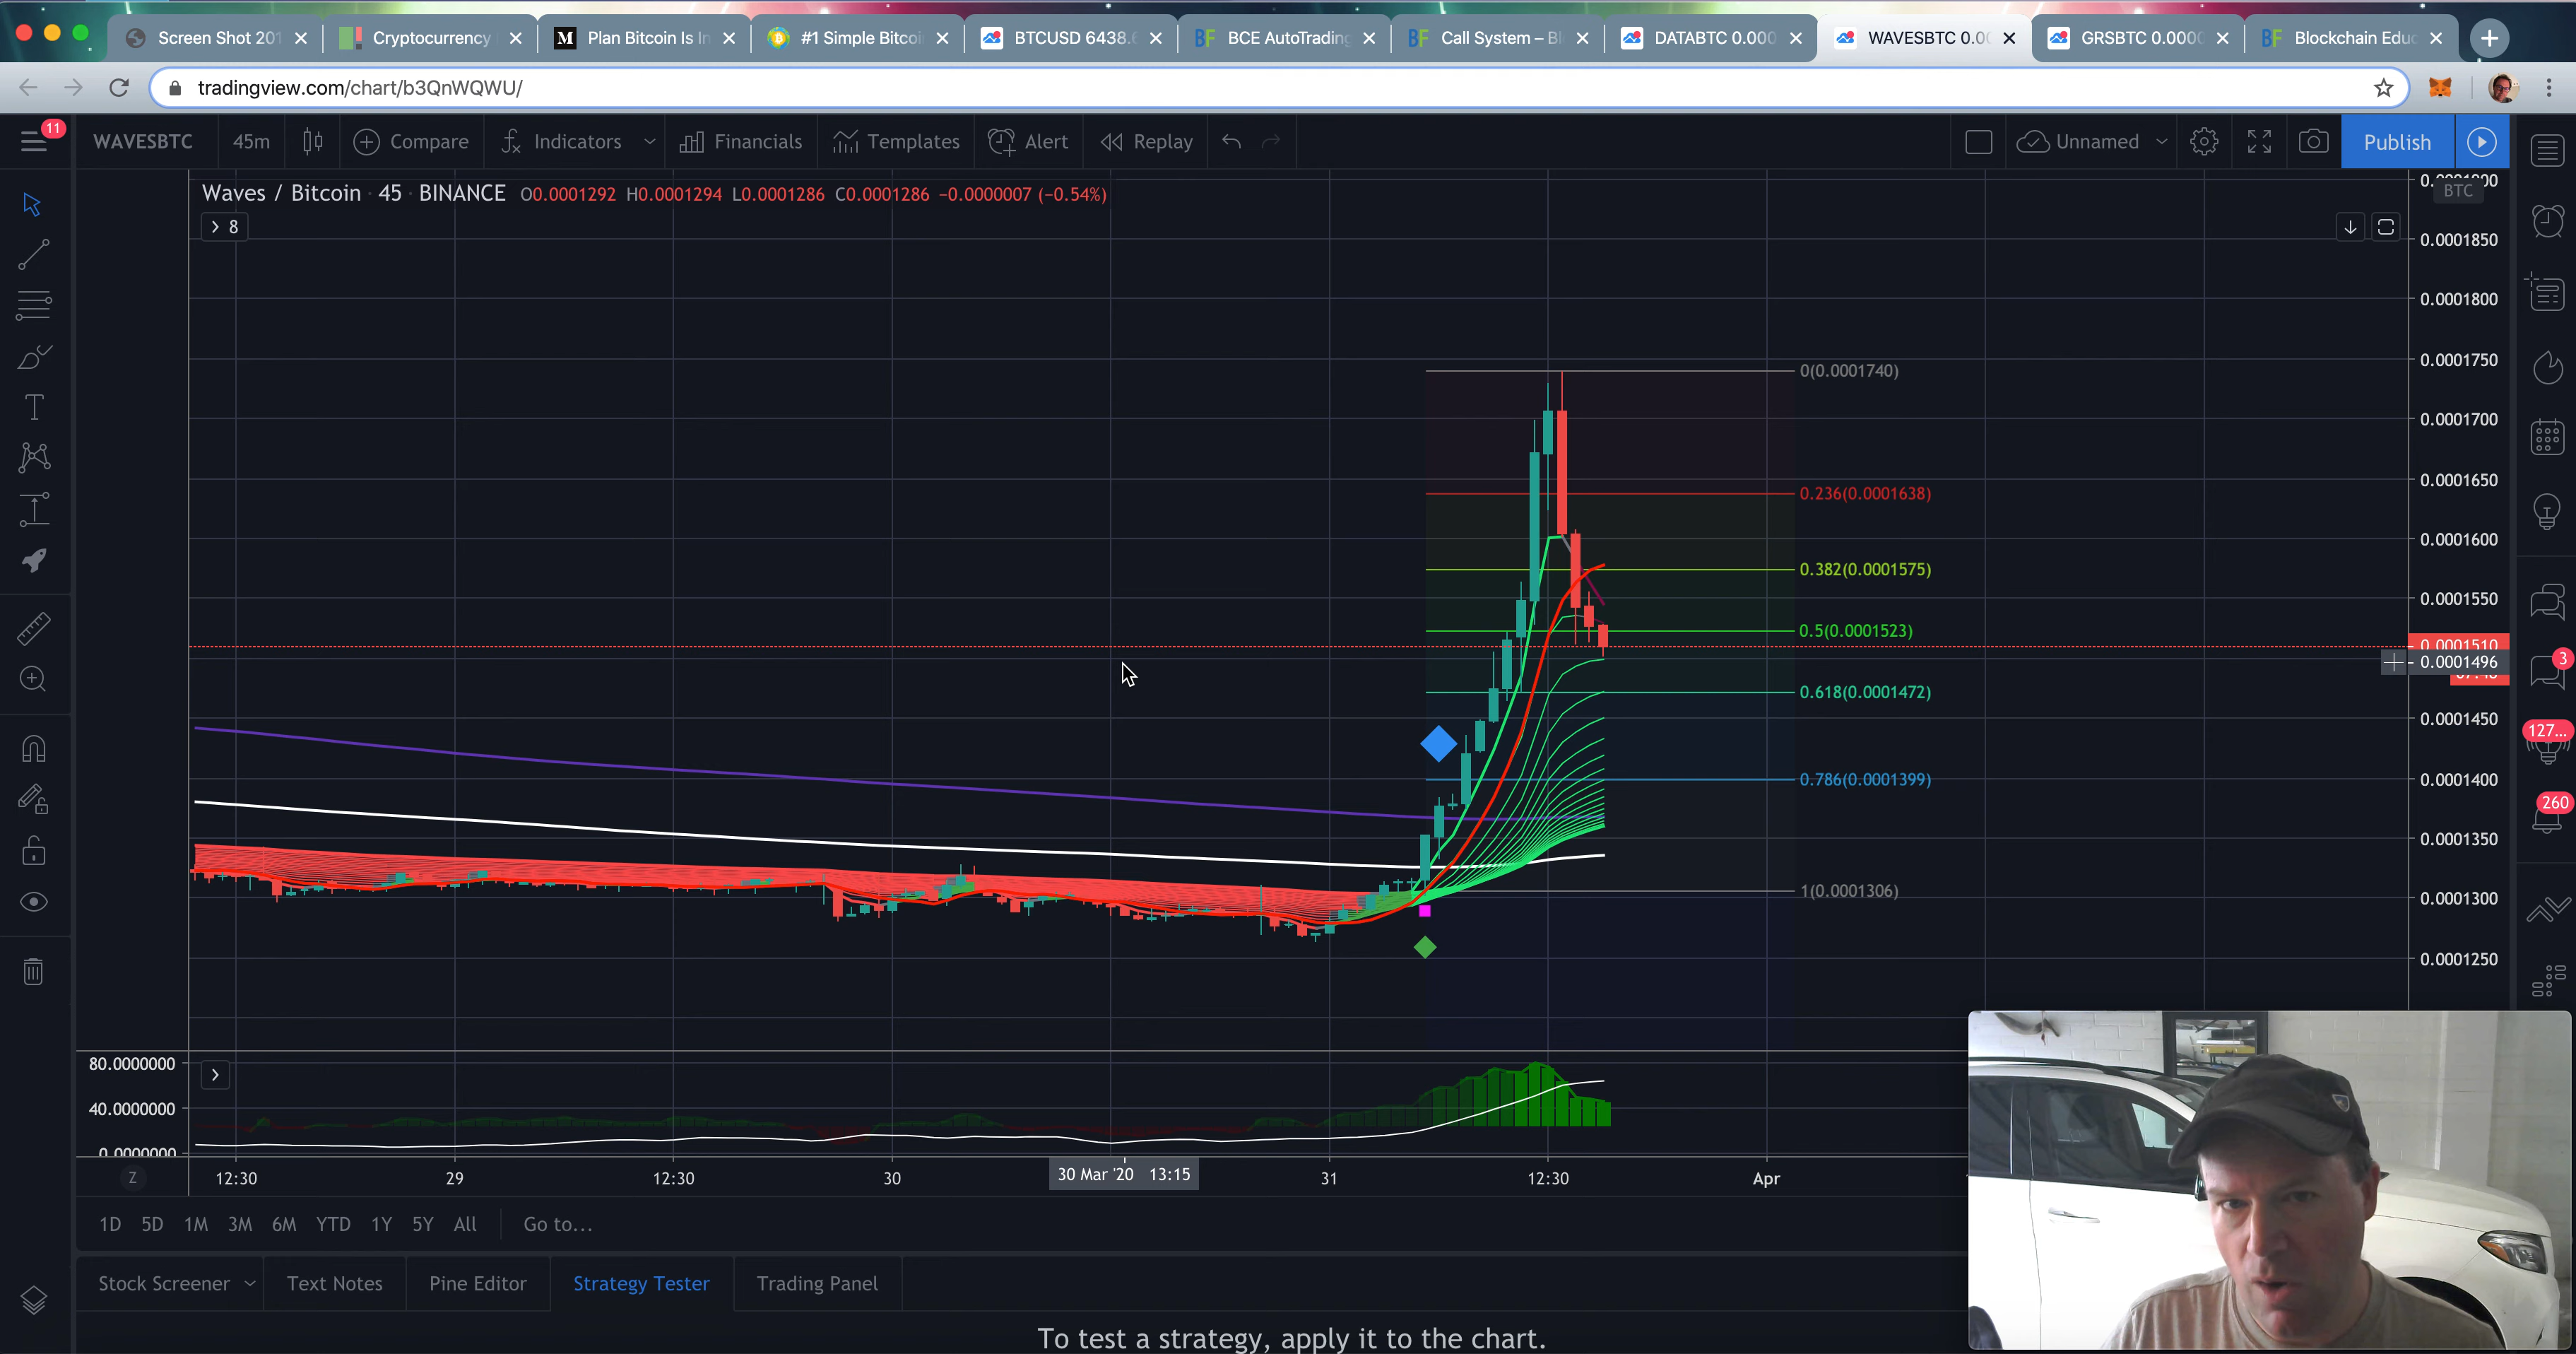 Screen Shot 201
Cryptocurrency
M Plan Bitcoin Is In
#1 Simple Bitcoi
BTCUSD 6438.6
BF BCE AutoTrading
BF Call System – Bl
DATABTC 0.000
WAVESBTC 0.00
GRSBTC 0.0000
BF Blockchain Educ
tradingview.com/chart/b3QnWQWU/
11
WAVESBTC 45m Compare Indicators Financials Templates Alert Replay Unnamed Publish
Waves / Bitcoin · 45 · BINANCE O0.0001292 H0.0001294 L0.0001286 C0.0001286 −0.0000007 (−0.54%)
8
BTC
0.0001850
0.0001800
0.0001750
0.0001700
0.0001650
0.0001600
0.0001550
0.0001510
0.0001496
0.0001450
0.0001400
0.0001350
0.0001300
0.0001250
0(0.0001740)
0.236(0.0001638)
0.382(0.0001575)
0.5(0.0001523)
0.618(0.0001472)
0.786(0.0001399)
1(0.0001306)
3
127...
260
80.0000000
40.0000000
0.0000000
Z
12:30 29 12:30 30 30 Mar '20 13:15 31 12:30 Apr
1D 5D 1M 3M 6M YTD 1Y 5Y All Go to...
Stock Screener Text Notes Pine Editor Strategy Tester Trading Panel
To test a strategy, apply it to the chart.